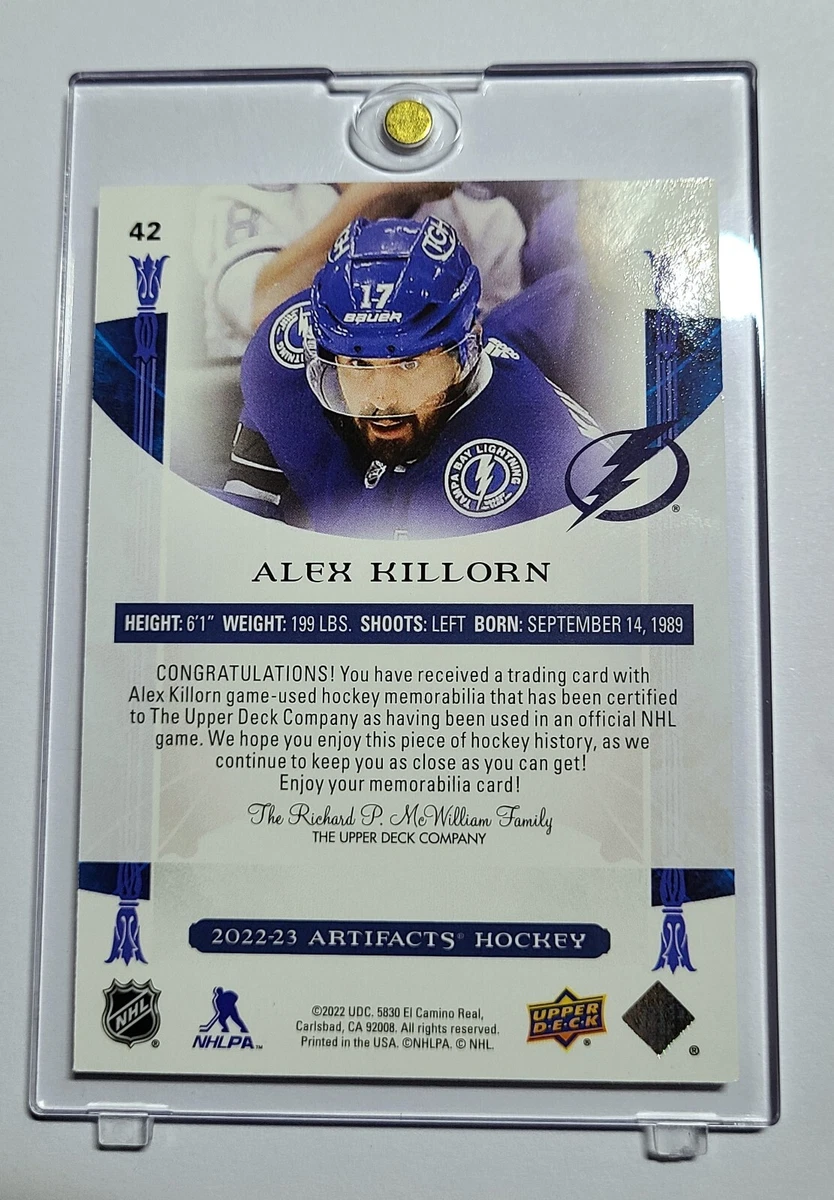 42
TGH
17
BAUER
TAMPA BAY LIGHTNING
®
ALEX KILLORN
HEIGHT: 6'1" WEIGHT: 199 LBS. SHOOTS: LEFT BORN: SEPTEMBER 14, 1989
CONGRATULATIONS! You have received a trading card with
Alex Killorn game-used hockey memorabilia that has been certified
to The Upper Deck Company as having been used in an official NHL
game. We hope you enjoy this piece of hockey history, as we
continue to keep you as close as you can get!
Enjoy your memorabilia card!
The Richard P. McWilliam Family
THE UPPER DECK COMPANY
2022-23 ARTIFACTS® HOCKEY
NHL ®
NHLPA™
©2022 UDC. 5830 El Camino Real,
Carlsbad, CA 92008. All rights reserved.
Printed in the USA. ©NHLPA. © NHL.
UPPER
D·E·C·K ®
®